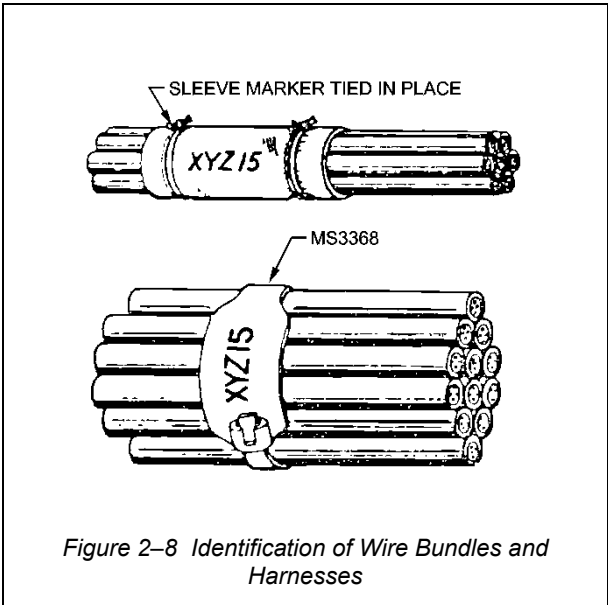 SLEEVE MARKER TIED IN PLACE
XYZ15
MS3368
XYZ15
Figure 2–8 Identification of Wire Bundles and
Harnesses